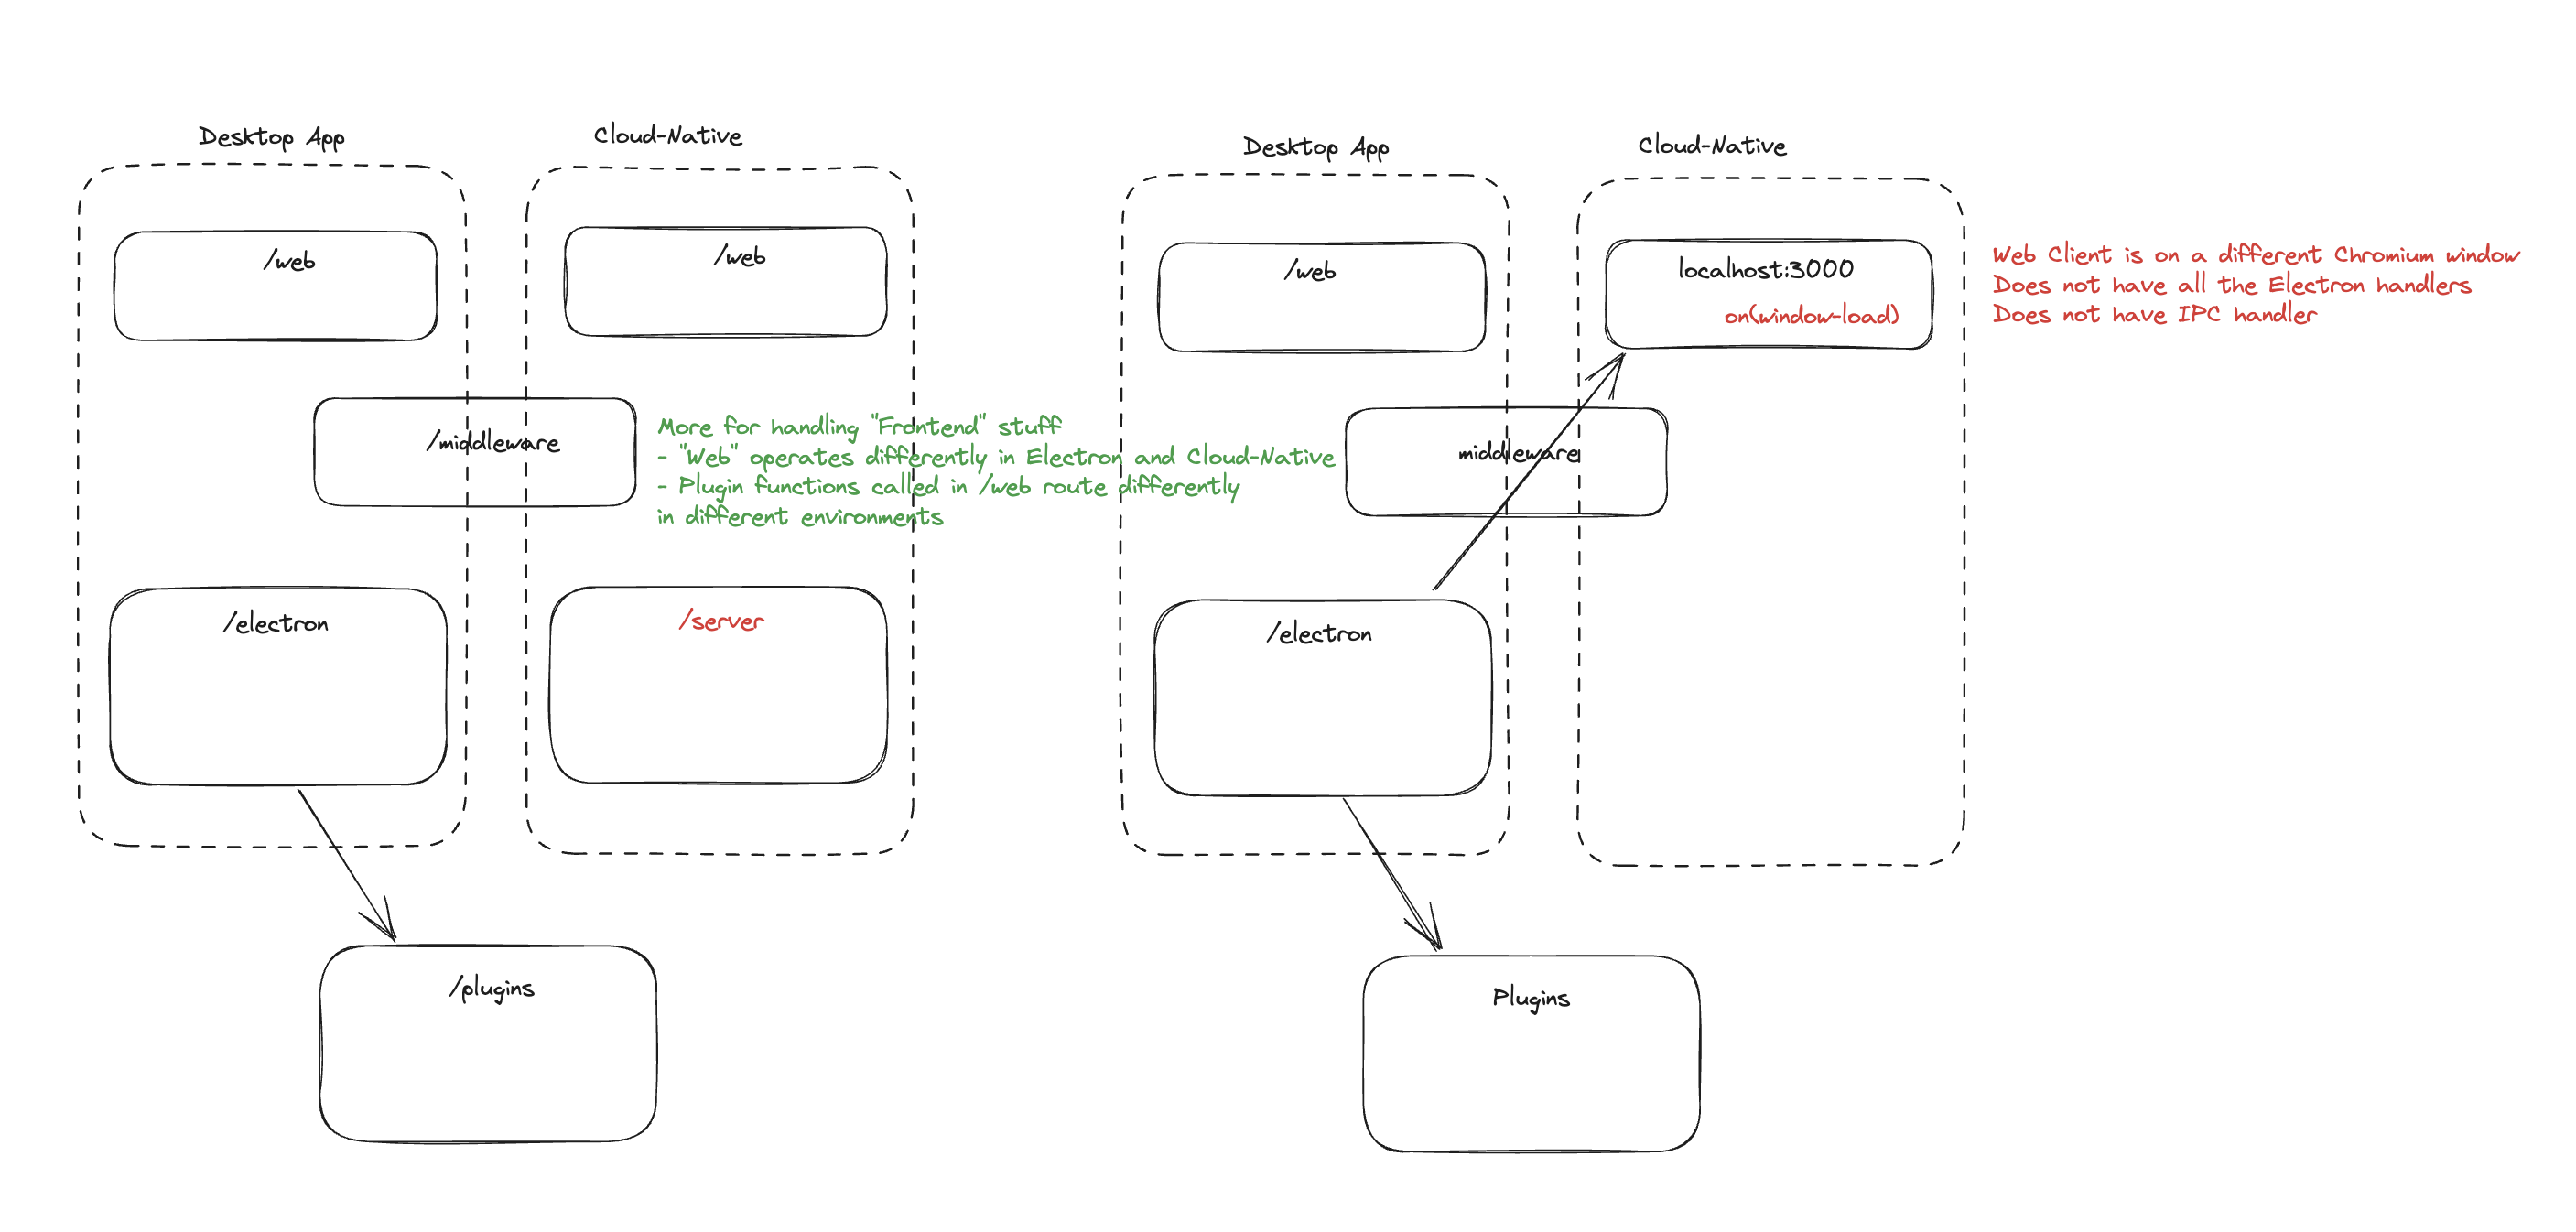 Desktop App
Cloud-Native
/web
/web
/middleware
More for handling "Frontend" stuff
- "Web" operates differently in Electron and Cloud-Native
- Plugin functions called in /web route differently
in different environments
/electron
/server
/plugins
Desktop App
Cloud-Native
/web
localhost:3000
on(window-load)
Web Client is on a different Chromium window
Does not have all the Electron handlers
Does not have IPC handler
middleware
/electron
Plugins